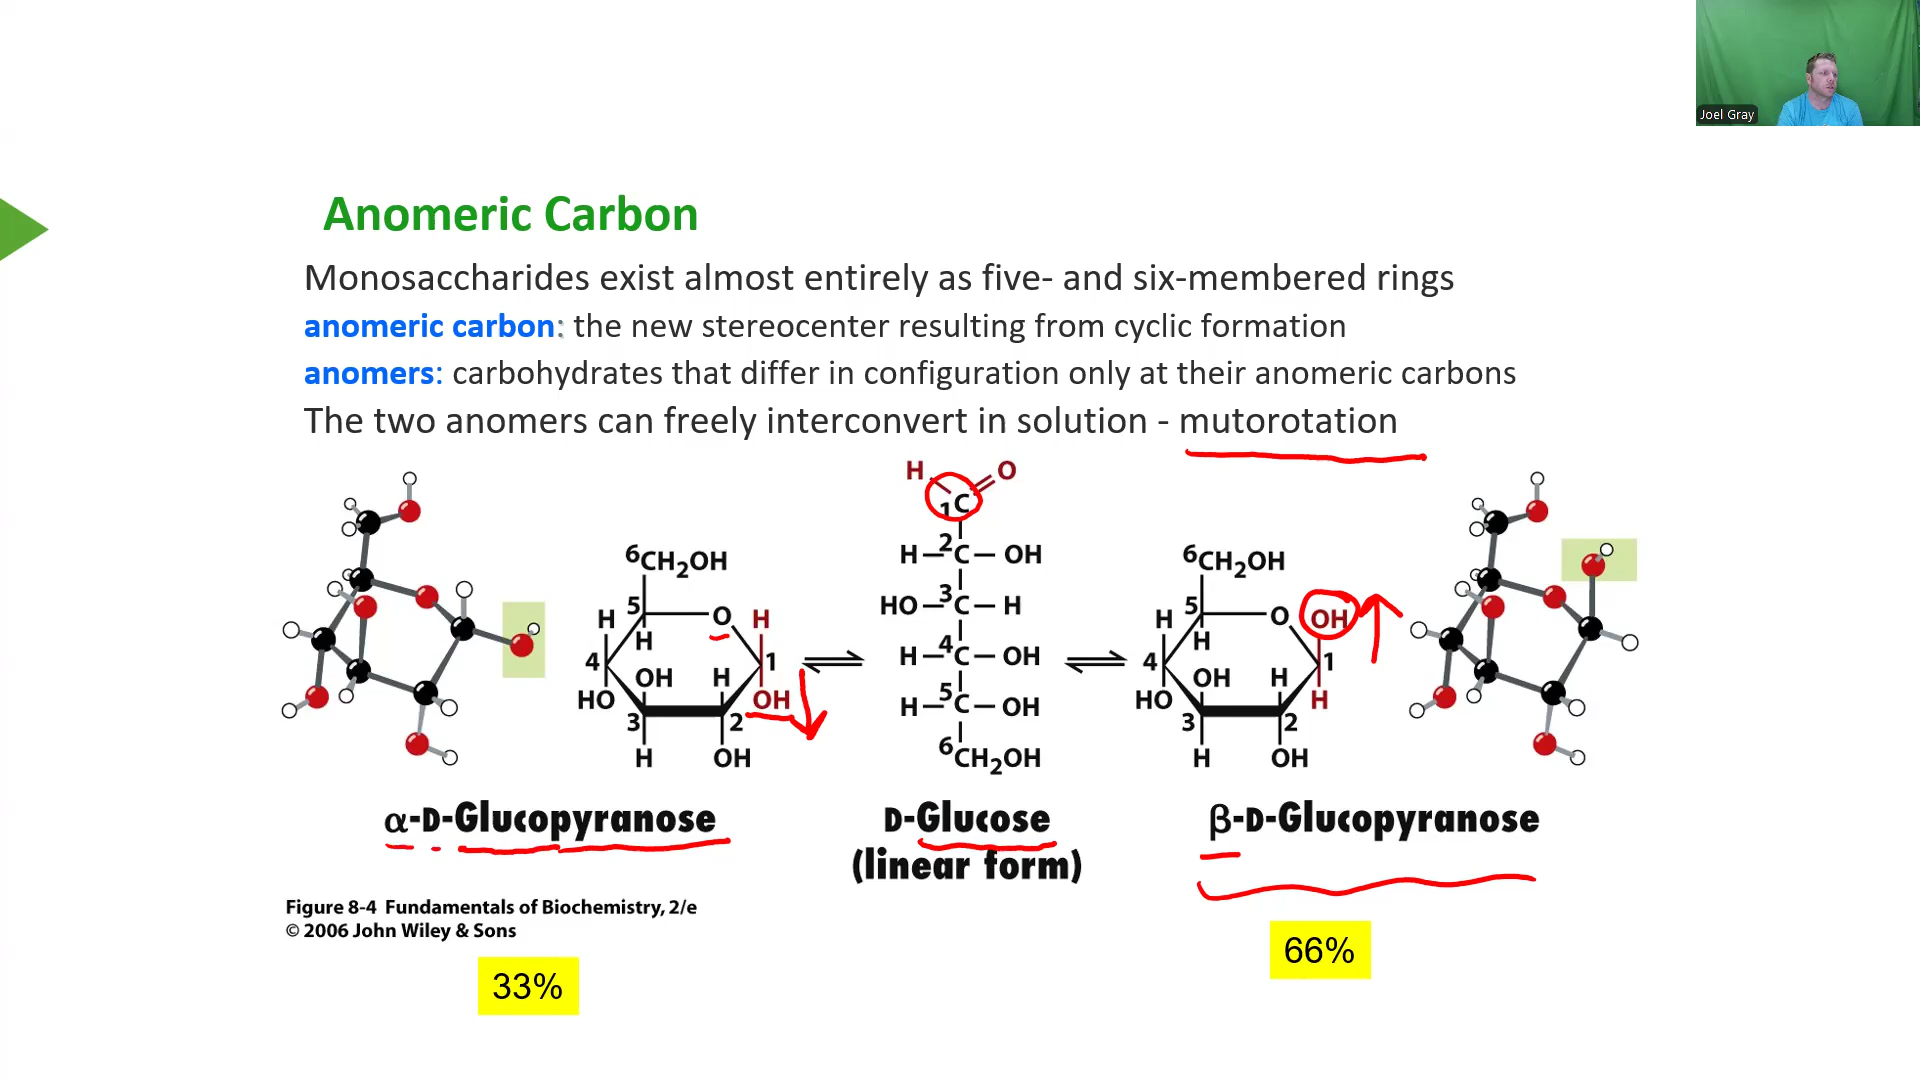 Joel Gray
Anomeric Carbon
Monosaccharides exist almost entirely as five- and six-membered rings
anomeric carbon: the new stereocenter resulting from cyclic formation
anomers: carbohydrates that differ in configuration only at their anomeric carbons
The two anomers can freely interconvert in solution - mutorotation
6CH2OH
H 5 O H
H
4 1
OH H
HO OH
3 2
H OH
H O
1C
H 2C OH
HO 3C H
H 4C OH
H 5C OH
6CH2OH
6CH2OH
H 5 O OH
H
4 1
OH H
HO H
3 2
H OH
α-D-Glucopyranose
D-Glucose
(linear form)
β-D-Glucopyranose
Figure 8-4 Fundamentals of Biochemistry, 2/e
© 2006 John Wiley & Sons
33%
66%